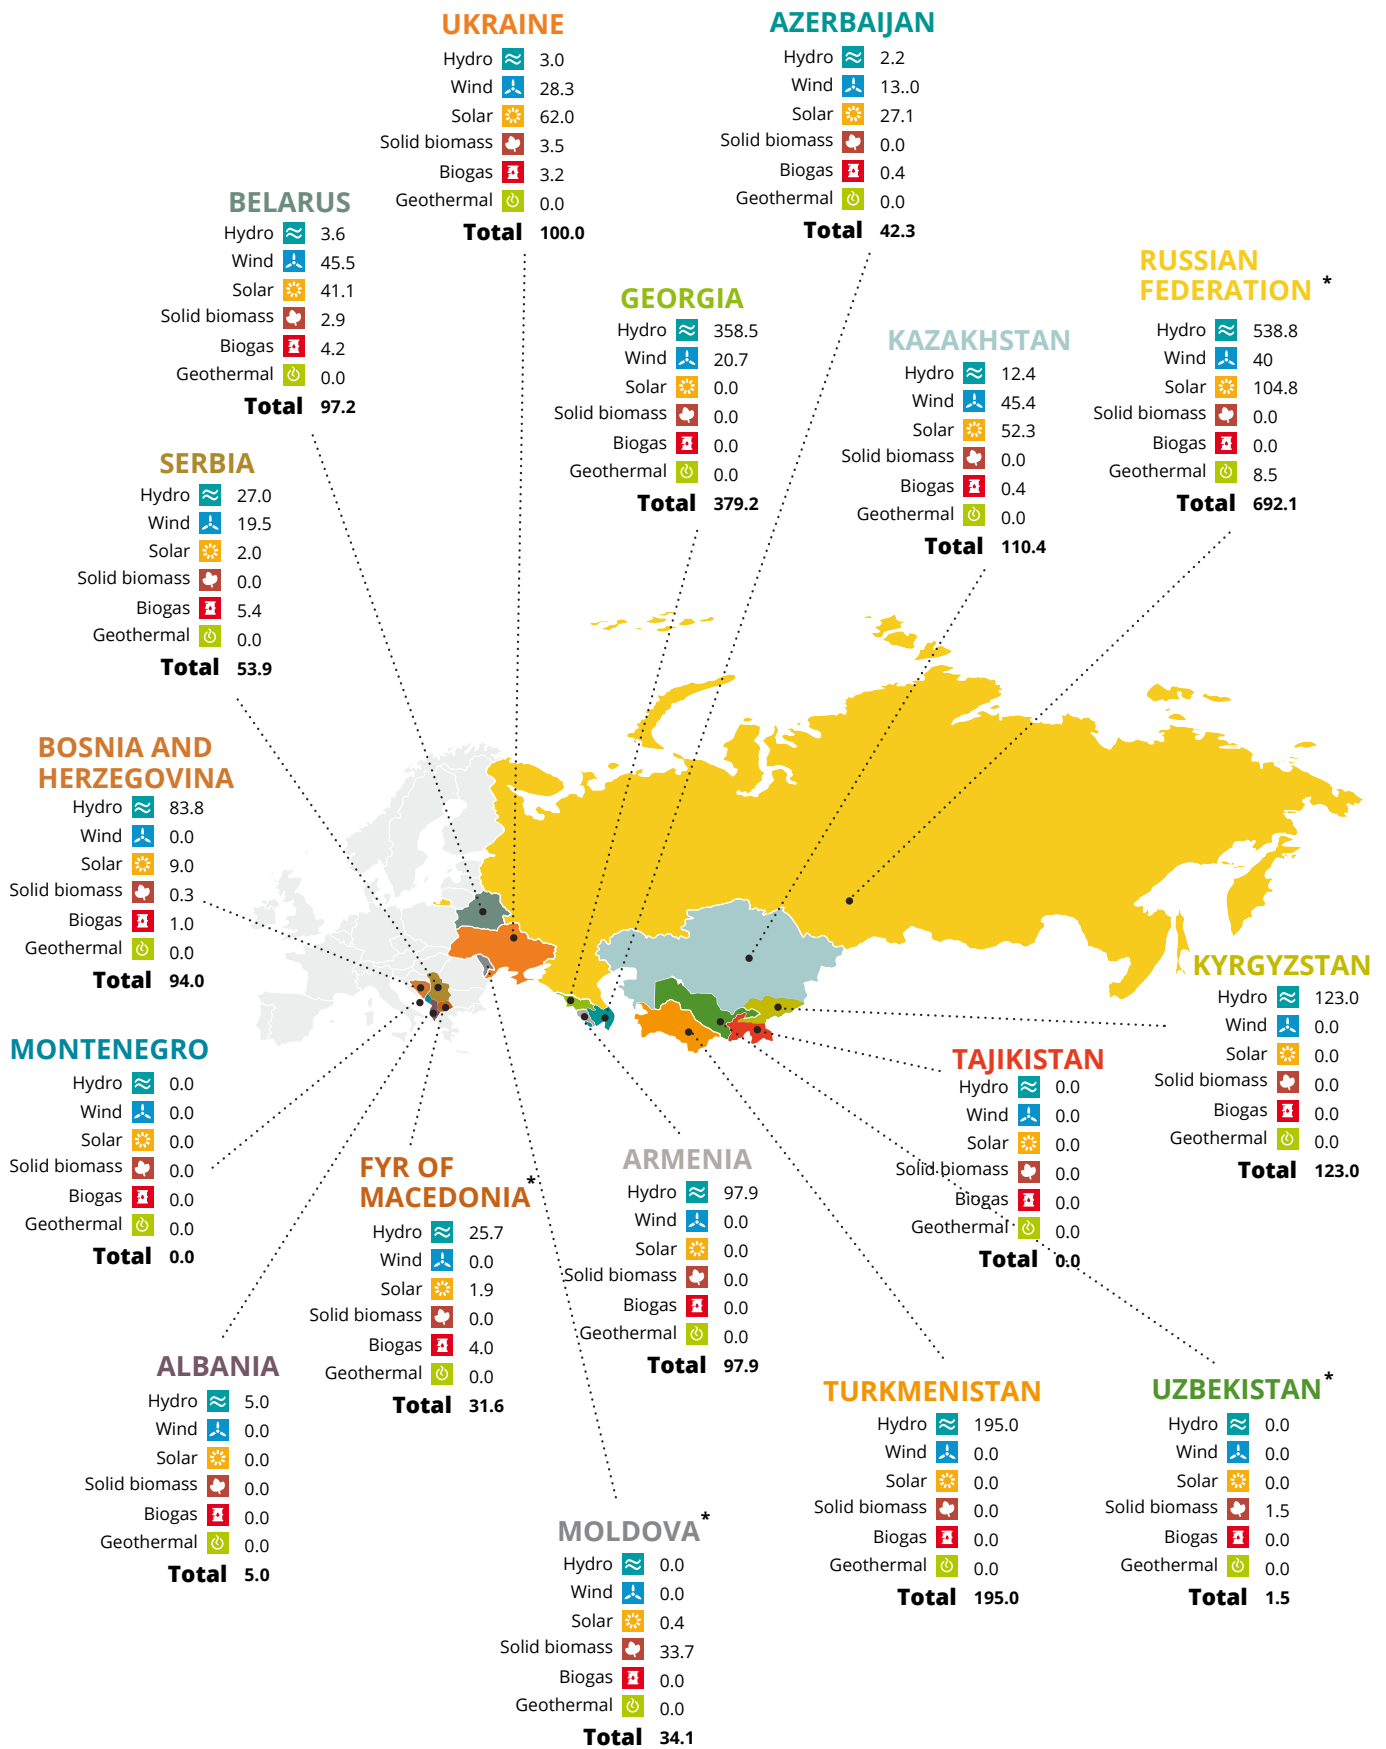 UKRAINE
Hydro 3.0
Wind 28.3
Solar 62.0
Solid biomass 3.5
Biogas 3.2
Geothermal 0.0
Total 100.0
AZERBAIJAN
Hydro 2.2
Wind 13..0
Solar 27.1
Solid biomass 0.0
Biogas 0.4
Geothermal 0.0
Total 42.3
BELARUS
Hydro 3.6
Wind 45.5
Solar 41.1
Solid biomass 2.9
Biogas 4.2
Geothermal 0.0
Total 97.2
GEORGIA
Hydro 358.5
Wind 20.7
Solar 0.0
Solid biomass 0.0
Biogas 0.0
Geothermal 0.0
Total 379.2
KAZAKHSTAN
Hydro 12.4
Wind 45.4
Solar 52.3
Solid biomass 0.0
Biogas 0.4
Geothermal 0.0
Total 110.4
RUSSIAN
FEDERATION *
Hydro 538.8
Wind 40
Solar 104.8
Solid biomass 0.0
Biogas 0.0
Geothermal 8.5
Total 692.1
SERBIA
Hydro 27.0
Wind 19.5
Solar 2.0
Solid biomass 0.0
Biogas 5.4
Geothermal 0.0
Total 53.9
BOSNIA AND
HERZEGOVINA
Hydro 83.8
Wind 0.0
Solar 9.0
Solid biomass 0.3
Biogas 1.0
Geothermal 0.0
Total 94.0
KYRGYZSTAN
Hydro 123.0
Wind 0.0
Solar 0.0
Solid biomass 0.0
Biogas 0.0
Geothermal 0.0
Total 123.0
MONTENEGRO
Hydro 0.0
Wind 0.0
Solar 0.0
Solid biomass 0.0
Biogas 0.0
Geothermal 0.0
Total 0.0
TAJIKISTAN
Hydro 0.0
Wind 0.0
Solar 0.0
Solid biomass 0.0
Biogas 0.0
Geothermal 0.0
Total 0.0
FYR OF
MACEDONIA*
Hydro 25.7
Wind 0.0
Solar 1.9
Solid biomass 0.0
Biogas 4.0
Geothermal 0.0
Total 31.6
ARMENIA
Hydro 97.9
Wind 0.0
Solar 0.0
Solid biomass 0.0
Biogas 0.0
Geothermal 0.0
Total 97.9
ALBANIA
Hydro 5.0
Wind 0.0
Solar 0.0
Solid biomass 0.0
Biogas 0.0
Geothermal 0.0
Total 5.0
TURKMENISTAN
Hydro 195.0
Wind 0.0
Solar 0.0
Solid biomass 0.0
Biogas 0.0
Geothermal 0.0
Total 195.0
UZBEKISTAN*
Hydro 0.0
Wind 0.0
Solar 0.0
Solid biomass 1.5
Biogas 0.0
Geothermal 0.0
Total 1.5
MOLDOVA*
Hydro 0.0
Wind 0.0
Solar 0.4
Solid biomass 33.7
Biogas 0.0
Geothermal 0.0
Total 34.1